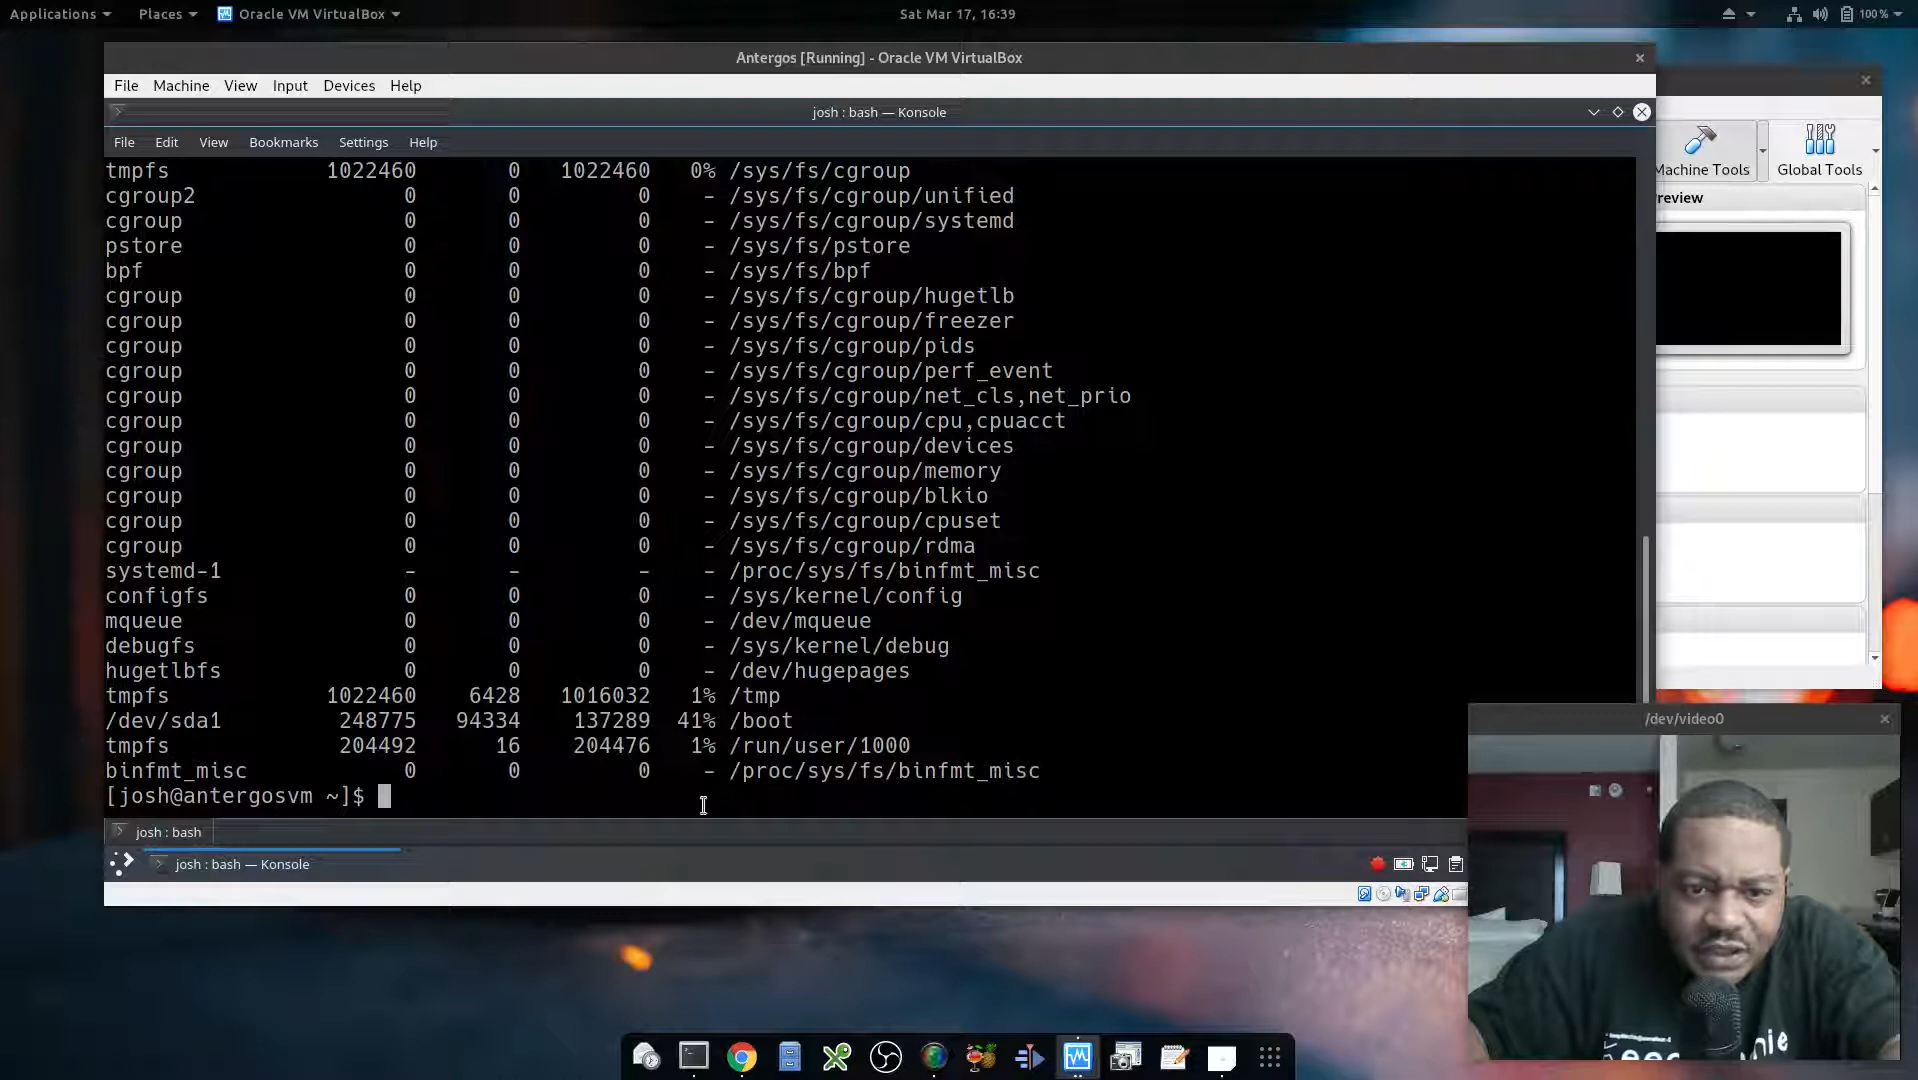 Applications Places Oracle VM VirtualBox Sat Mar 17, 16:39 100 %
Antergos [Running] - Oracle VM VirtualBox
File Machine View Input Devices Help
josh : bash — Konsole
File Edit View Bookmarks Settings Help
tmpfs 1022460 0 1022460 0% /sys/fs/cgroup
cgroup2 0 0 0 - /sys/fs/cgroup/unified
cgroup 0 0 0 - /sys/fs/cgroup/systemd
pstore 0 0 0 - /sys/fs/pstore
bpf 0 0 0 - /sys/fs/bpf
cgroup 0 0 0 - /sys/fs/cgroup/hugetlb
cgroup 0 0 0 - /sys/fs/cgroup/freezer
cgroup 0 0 0 - /sys/fs/cgroup/pids
cgroup 0 0 0 - /sys/fs/cgroup/perf_event
cgroup 0 0 0 - /sys/fs/cgroup/net_cls,net_prio
cgroup 0 0 0 - /sys/fs/cgroup/cpu,cpuacct
cgroup 0 0 0 - /sys/fs/cgroup/devices
cgroup 0 0 0 - /sys/fs/cgroup/memory
cgroup 0 0 0 - /sys/fs/cgroup/blkio
cgroup 0 0 0 - /sys/fs/cgroup/cpuset
cgroup 0 0 0 - /sys/fs/cgroup/rdma
systemd-1 - - - - /proc/sys/fs/binfmt_misc
configfs 0 0 0 - /sys/kernel/config
mqueue 0 0 0 - /dev/mqueue
debugfs 0 0 0 - /sys/kernel/debug
hugetlbfs 0 0 0 - /dev/hugepages
tmpfs 1022460 6428 1016032 1% /tmp
/dev/sda1 248775 94334 137289 41% /boot
tmpfs 204492 16 204476 1% /run/user/1000
binfmt_misc 0 0 0 - /proc/sys/fs/binfmt_misc
[josh@antergosvm ~]$
josh : bash
josh : bash — Konsole
Machine Tools Global Tools
review
/dev/video0